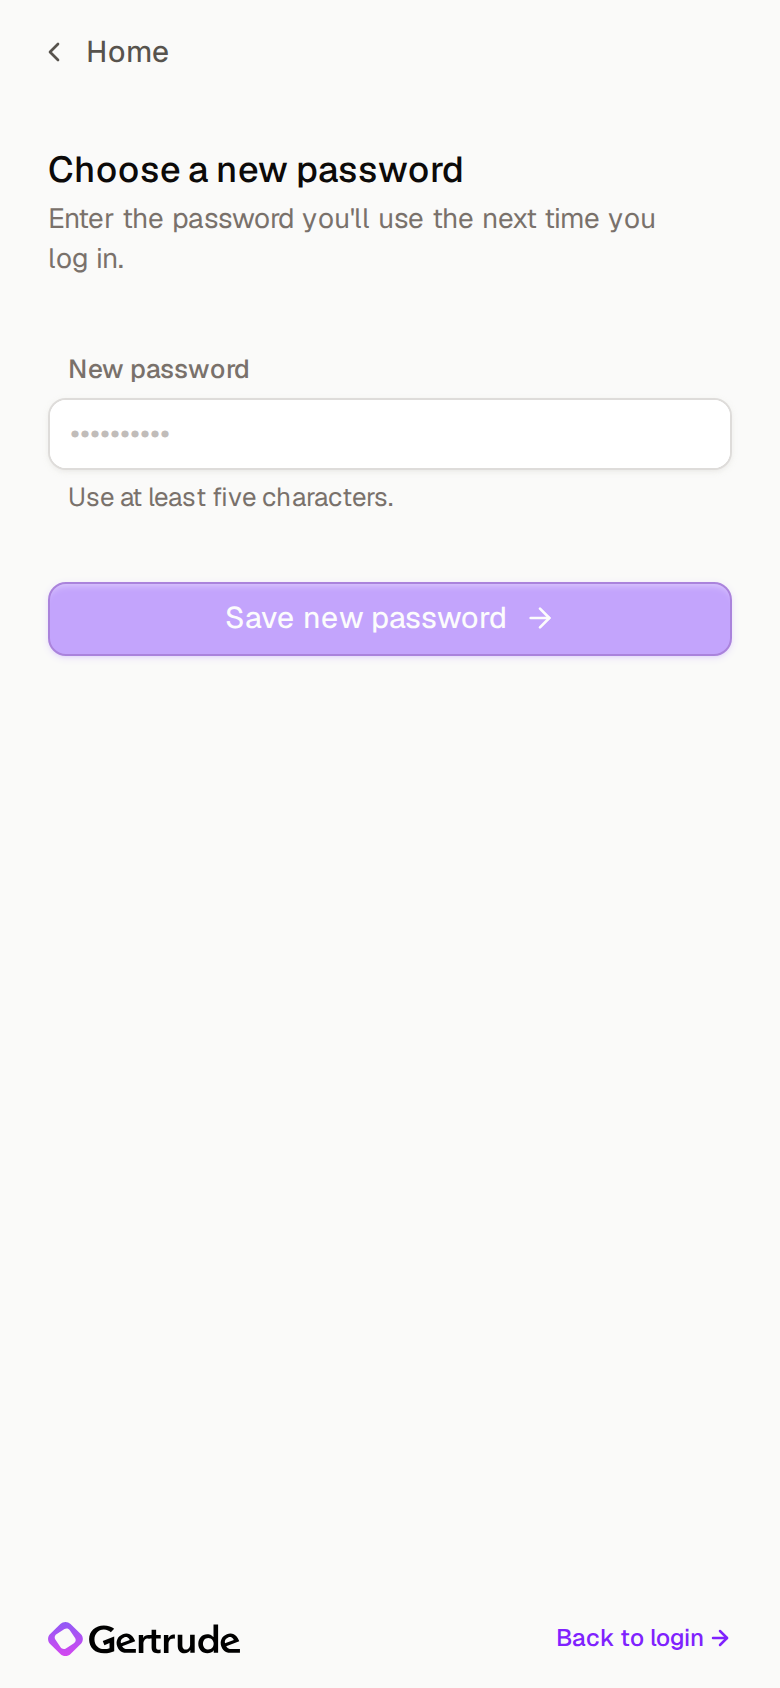 Home
Choose a new password
Enter the password you'll use the next time you
log in.
New password
••••••••••
Use at least five characters.
Save new password →
Gertrude
Back to login →